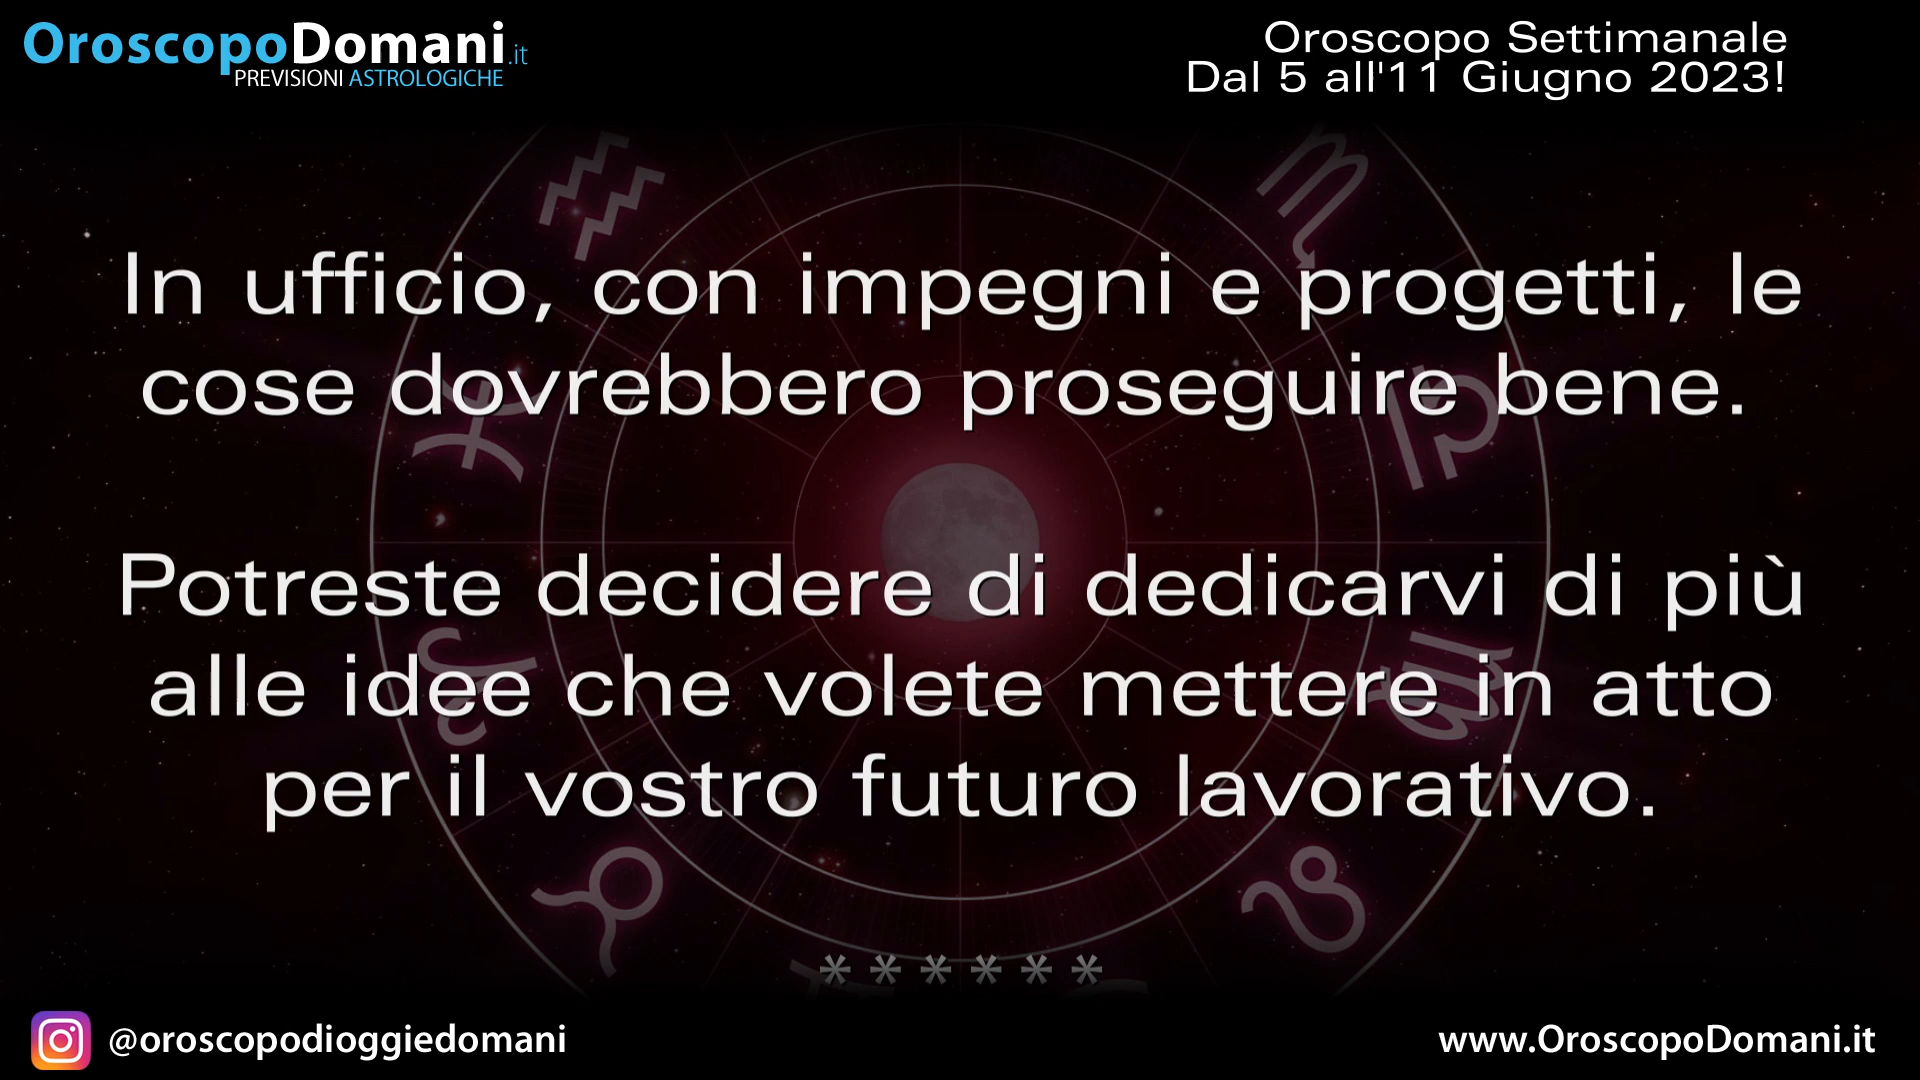 OroscopoDomani.it
PREVISIONI ASTROLOGICHE
Oroscopo Settimanale
Dal 5 all'11 Giugno 2023!
In ufficio, con impegni e progetti, le
cose dovrebbero proseguire bene.
Potreste decidere di dedicarvi di più
alle idee che volete mettere in atto
per il vostro futuro lavorativo.
* * * * * *
@oroscopodioggiedomani
www.OroscopoDomani.it